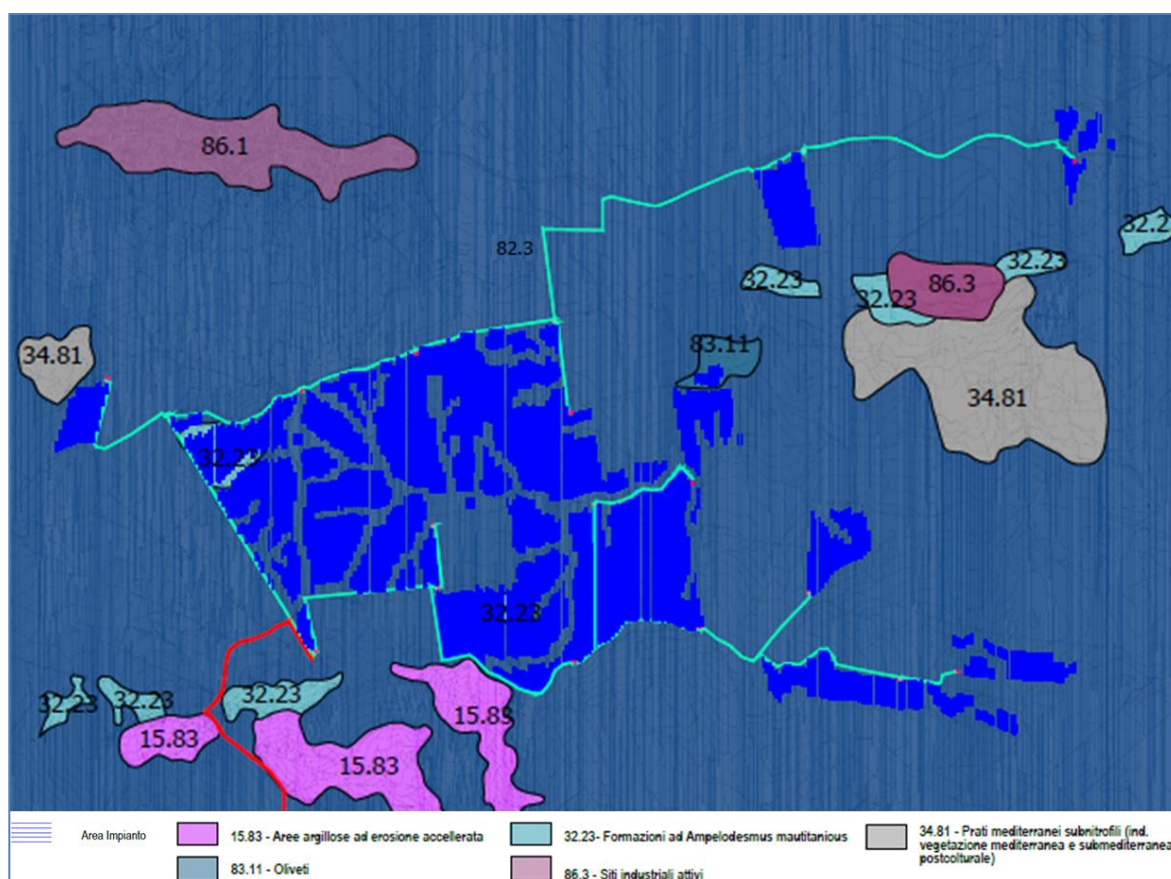 86.1
32.23
82.3
32.23
32.23
86.3
32.23
34.81
83.11
34.81
32.23
32.23
32.23
32.23
32.23
15.83
15.83
15.83
Area Impianto
15.83 - Aree argillose ad erosione accellerata
32.23- Formazioni ad Ampelodesmus mautitanious
34.81 - Prati mediterranei subnitrofili (ind.
vegetazione mediterranea e submediterranea
postcolturale)
83.11 - Oliveti
86.3 - Siti industriali attivi